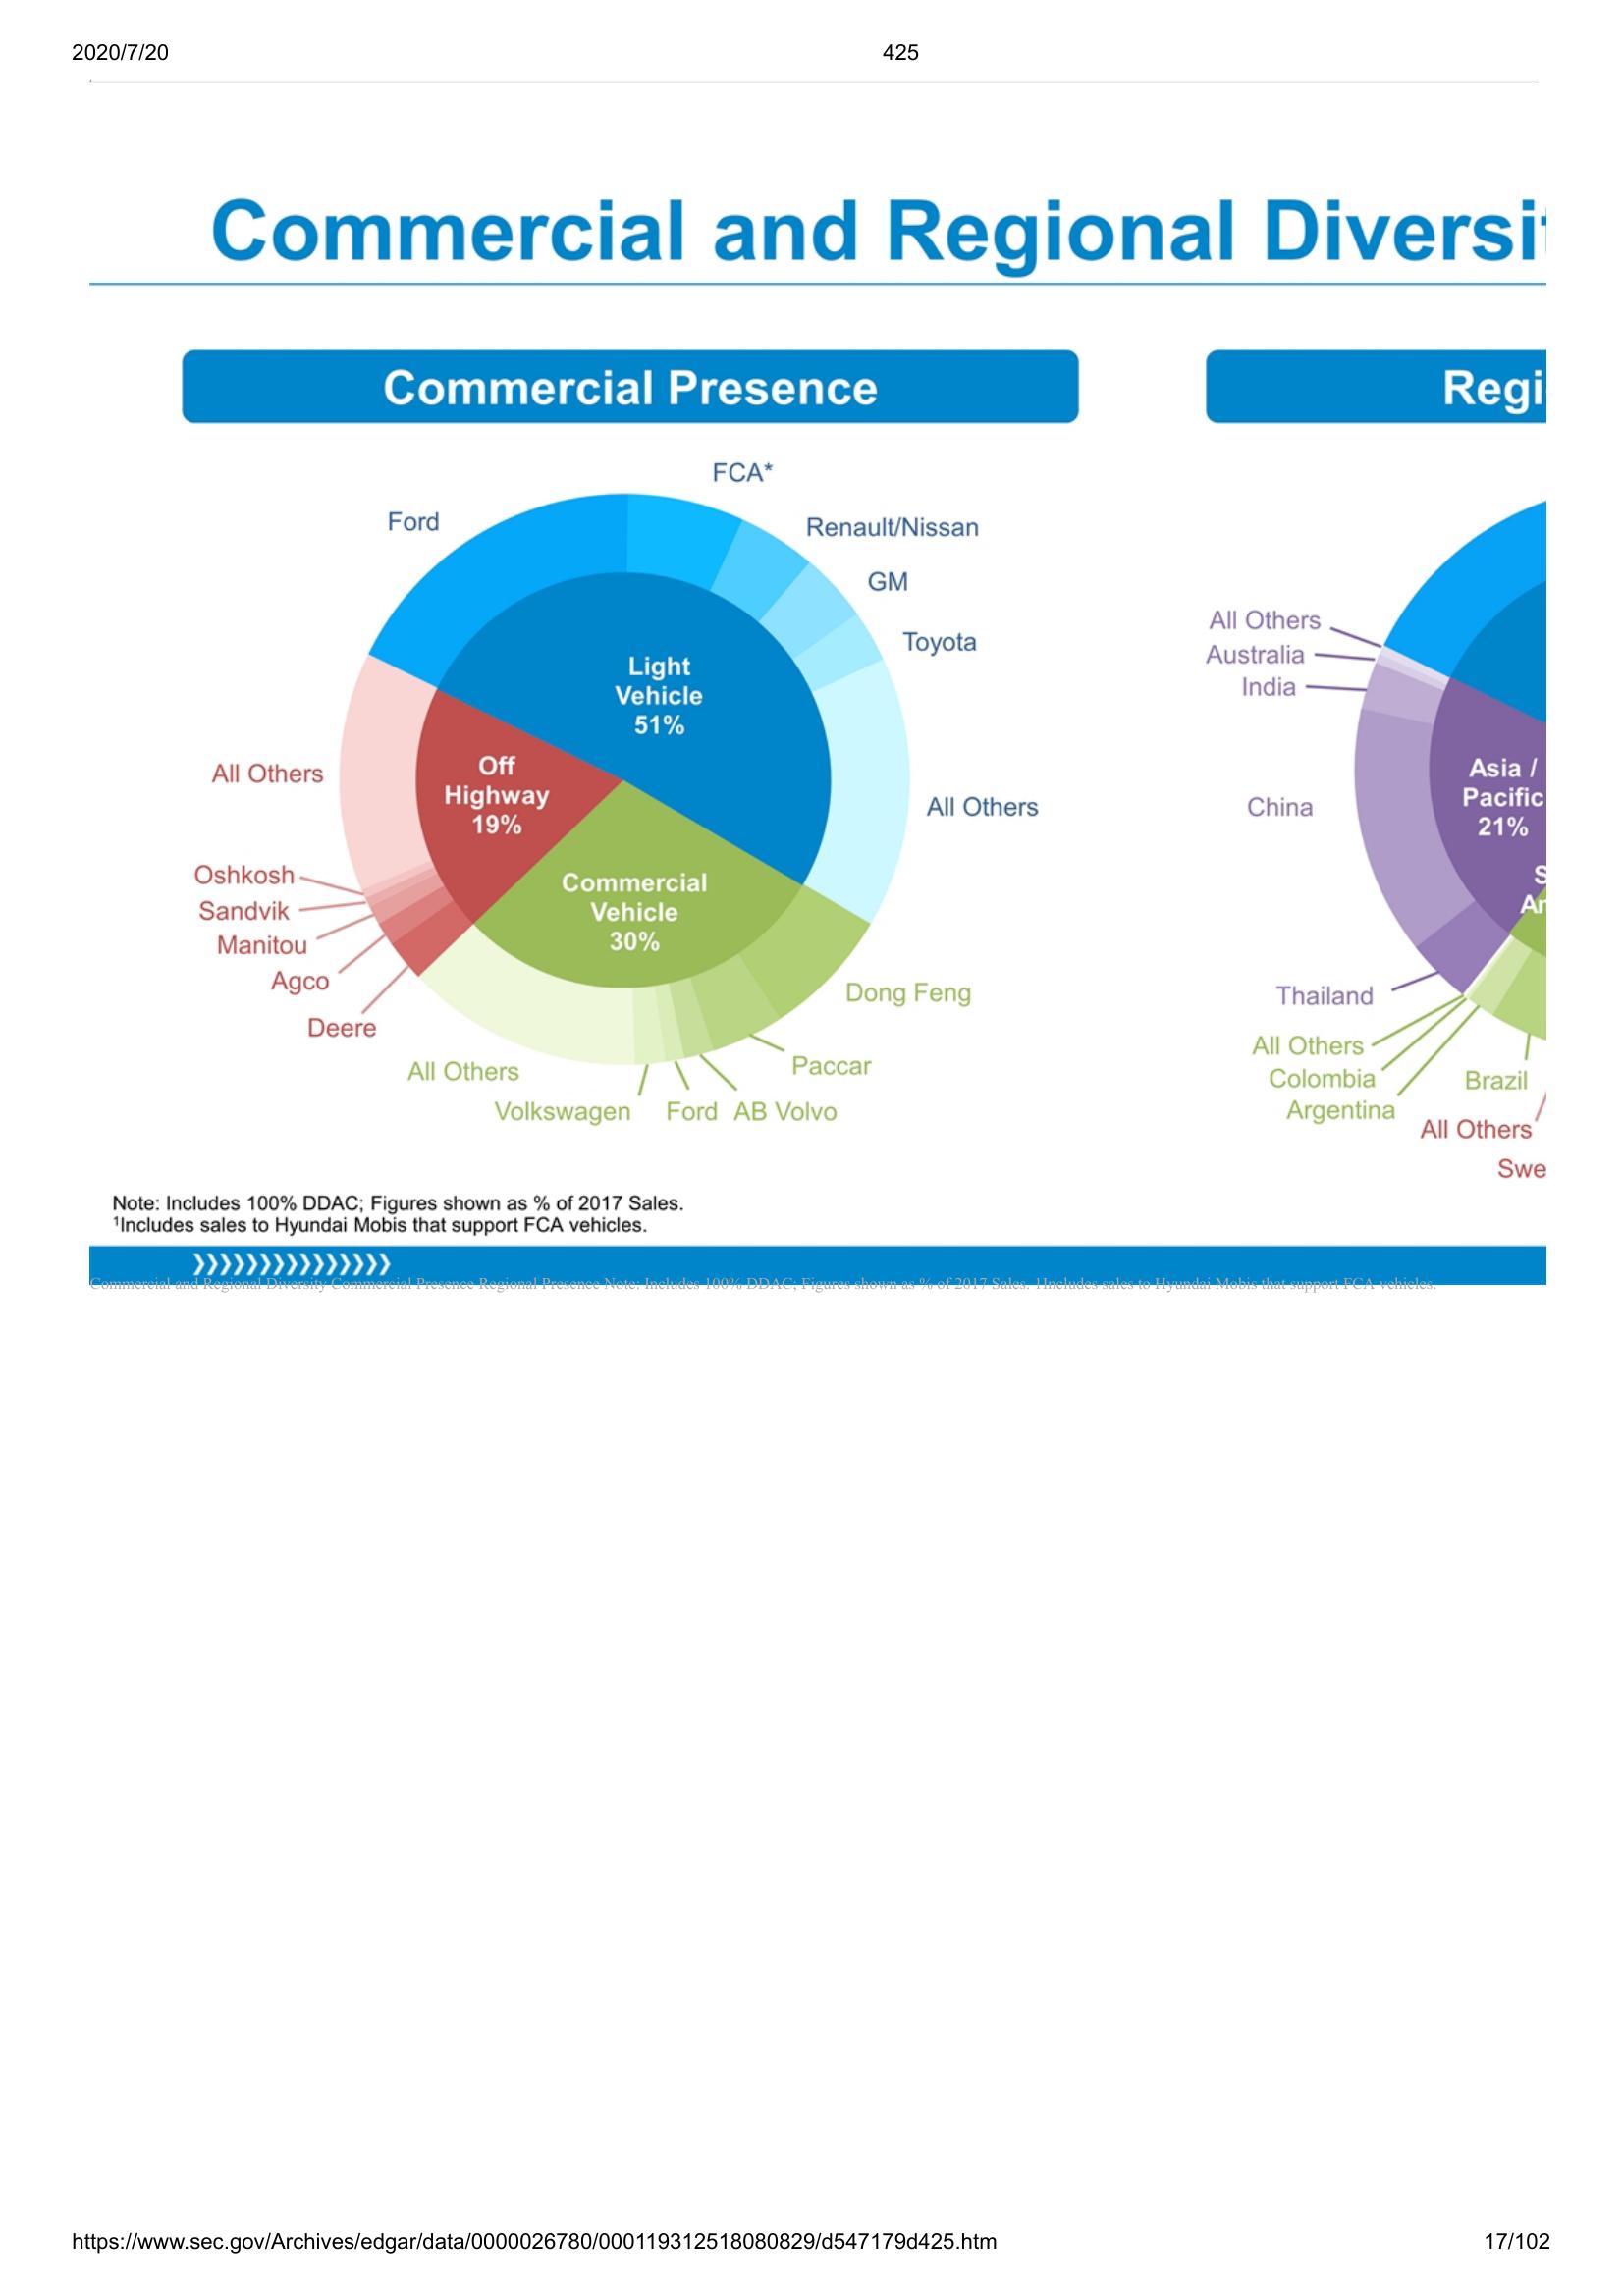 2020/7/20
425
Commercial and Regional Diversit
Commercial Presence
Regi
FCA*
Ford
Renault/Nissan
GM
Toyota
Light
Vehicle
51%
Off
Highway
19%
All Others
All Others
Commercial
Vehicle
30%
Oshkosh
Sandvik
Manitou
Agco
Deere
Dong Feng
Paccar
All Others
Volkswagen
Ford
AB Volvo
All Others
Australia
India
Asia /
Pacific
21%
China
S
Ar
Thailand
All Others
Colombia
Argentina
Brazil
All Others
Swe
Note: Includes 100% DDAC; Figures shown as % of 2017 Sales.
¹Includes sales to Hyundai Mobis that support FCA vehicles.
Commercial and Regional Diversity Commercial Presence Regional Presence Note: Includes 100% DDAC; Figures shown as % of 2017 Sales. 1Includes sales to Hyundai Mobis that support FCA vehicles.
https://www.sec.gov/Archives/edgar/data/0000026780/000119312518080829/d547179d425.htm
17/102